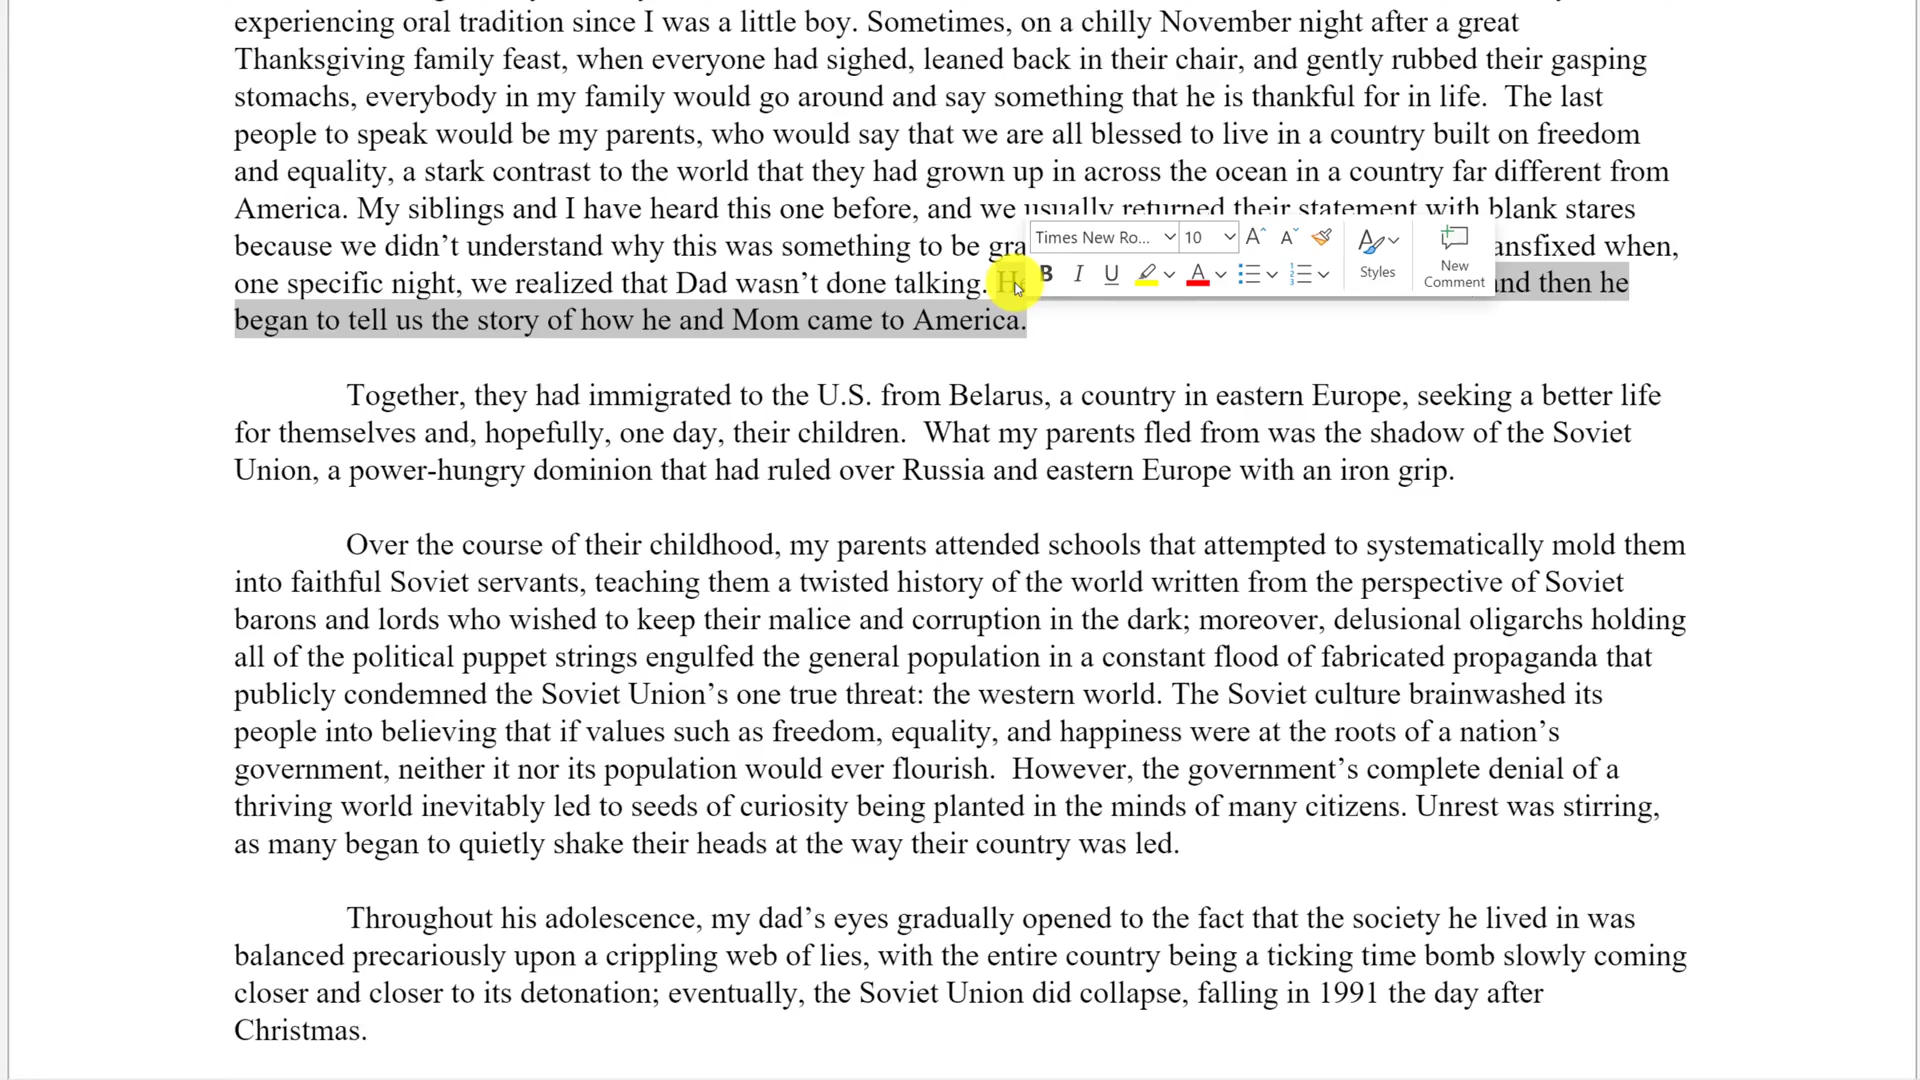 experiencing oral tradition since I was a little boy. Sometimes, on a chilly November night after a great
Thanksgiving family feast, when everyone had sighed, leaned back in their chair, and gently rubbed their gasping
stomachs, everybody in my family would go around and say something that he is thankful for in life.  The last
people to speak would be my parents, who would say that we are all blessed to live in a country built on freedom
and equality, a stark contrast to the world that they had grown up in across the ocean in a country far different from
America. My siblings and I have heard this one before, and we usually returned their statement with blank stares
because we didn’t understand why this was something to be
Times New Ro... 10
ansfixed when,
one specific night, we realized that Dad wasn’t done talking.
B I U A
Styles
New
Comment
and then he
began to tell us the story of how he and Mom came to America.
Together, they had immigrated to the U.S. from Belarus, a country in eastern Europe, seeking a better life
for themselves and, hopefully, one day, their children.  What my parents fled from was the shadow of the Soviet
Union, a power-hungry dominion that had ruled over Russia and eastern Europe with an iron grip.
Over the course of their childhood, my parents attended schools that attempted to systematically mold them
into faithful Soviet servants, teaching them a twisted history of the world written from the perspective of Soviet
barons and lords who wished to keep their malice and corruption in the dark; moreover, delusional oligarchs holding
all of the political puppet strings engulfed the general population in a constant flood of fabricated propaganda that
publicly condemned the Soviet Union’s one true threat: the western world. The Soviet culture brainwashed its
people into believing that if values such as freedom, equality, and happiness were at the roots of a nation’s
government, neither it nor its population would ever flourish.  However, the government’s complete denial of a
thriving world inevitably led to seeds of curiosity being planted in the minds of many citizens. Unrest was stirring,
as many began to quietly shake their heads at the way their country was led.
Throughout his adolescence, my dad’s eyes gradually opened to the fact that the society he lived in was
balanced precariously upon a crippling web of lies, with the entire country being a ticking time bomb slowly coming
closer and closer to its detonation; eventually, the Soviet Union did collapse, falling in 1991 the day after
Christmas.